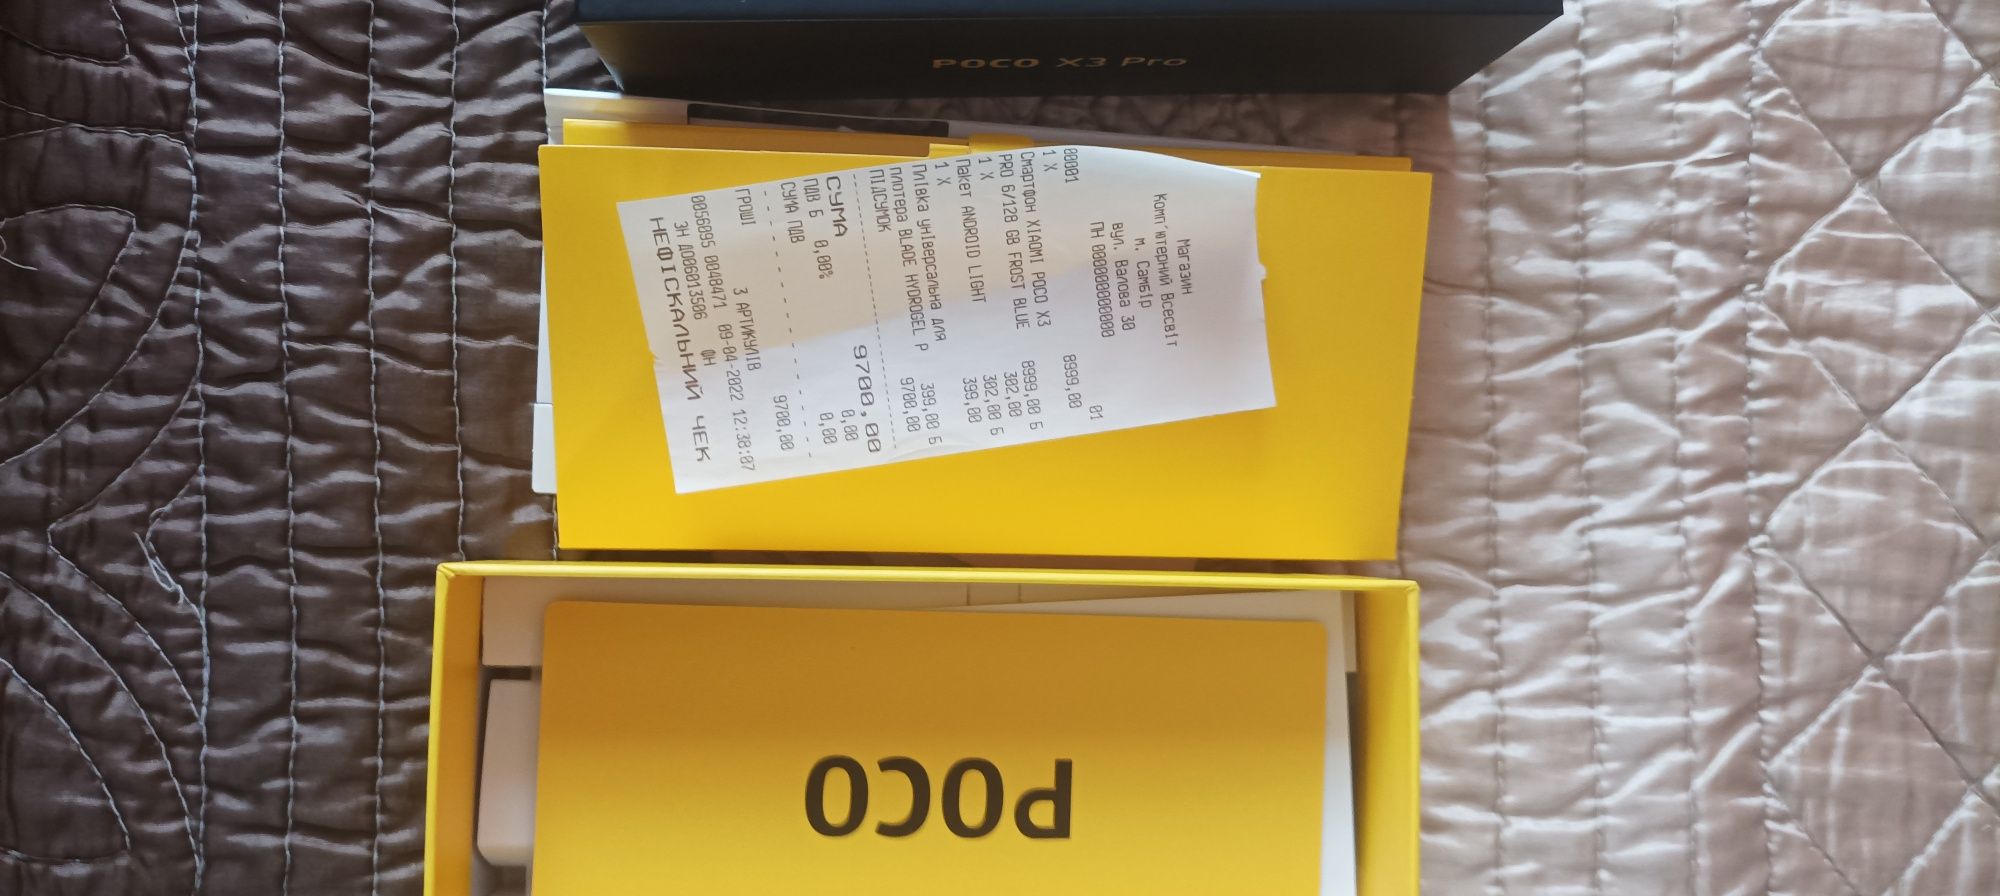 POCO X3 Pro
Магазин
Комп'ютерний Всесвіт
м. Самбір
вул. Валова 30
ПН 000000000000
00001 01
1 X 8999,00
Смартфон XIAOMI POCO X3
PRO 6/128 GB FROST BLUE 8999,00 Б
1 X 302,00
Пакет ANDROID LIGHT 302,00 Б
1 X 399,00
Плівка універсальна для
плотера BLADE HYDROGEL P 399,00 Б
ПІДСУМОК 9700,00
СУМА 9700,00
ПДВ Б 0,00% 0,00
СУМА ПДВ 0,00
ГРОШІ 9700,00
3 АРТИКУЛІВ
0056095 0048471 09-04-2022 12:38:07
ЗН ДО06013506 ФН
НЕФІСКАЛЬНИЙ ЧЕК
POCO